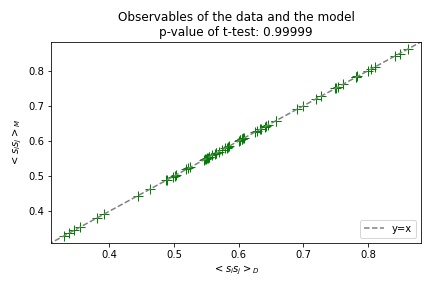 Observables of the data and the model
p-value of t-test: 0.99999
0.8
0.7
0.6
0.5
0.4
< s_i s_j >_M
y=x
0.4 0.5 0.6 0.7 0.8
< s_i s_j >_D